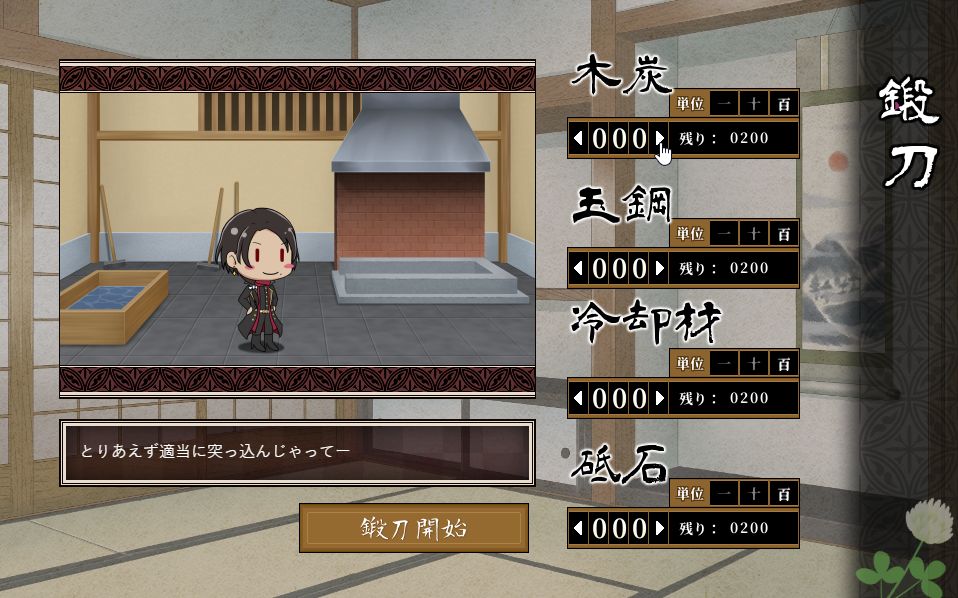 鍛刀
木炭
単位 一 十 百
000 残り： 0200
玉鋼
単位 一 十 百
000 残り： 0200
冷却材
単位 一 十 百
000 残り： 0200
砥石
単位 一 十 百
000 残り： 0200
とりあえず適当に突っ込んじゃってー
鍛刀開始